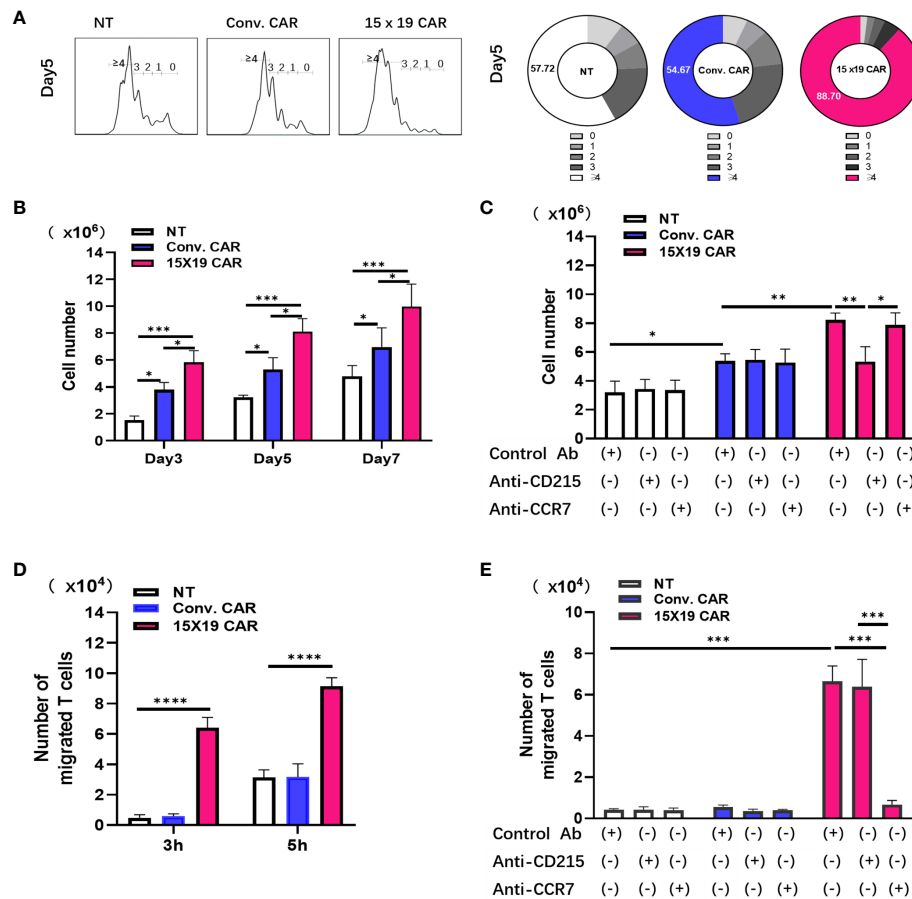 A
NT
Conv. CAR
15 x 19 CAR
Day5
≥4 3 2 1 0
≥4 3 2 1 0
≥4 3 2 1 0
Day5
57.72
NT
54.67
Conv. CAR
88.70
15 x19 CAR
0
1
2
3
≥4
0
1
2
3
≥4
0
1
2
3
≥4
B
( x10⁶ )
NT
Conv. CAR
15X19 CAR
Cell number
14
12
10
8
6
4
2
0
*** * *
*** * *
*** * *
Day3 Day5 Day7
C
( x10⁶ )
NT
Conv. CAR
15X19 CAR
Cell number
14
12
10
8
6
4
2
0
* ** ** *
Control Ab (+) (-) (-) (+) (-) (-) (+) (-) (-)
Anti-CD215 (-) (+) (-) (-) (+) (-) (-) (+) (-)
Anti-CCR7 (-) (-) (+) (-) (-) (+) (-) (-) (+)
D
( x10⁴ )
NT
Conv. CAR
15X19 CAR
Number of
migrated T cells
14
12
10
8
6
4
2
0
**** ****
3h 5h
E
( x10⁴ )
NT
Conv. CAR
15X19 CAR
Number of
migrated T cells
10
8
6
4
2
0
*** *** ***
Control Ab (+) (-) (-) (+) (-) (-) (+) (-) (-)
Anti-CD215 (-) (+) (-) (-) (+) (-) (-) (+) (-)
Anti-CCR7 (-) (-) (+) (-) (-) (+) (-) (-) (+)